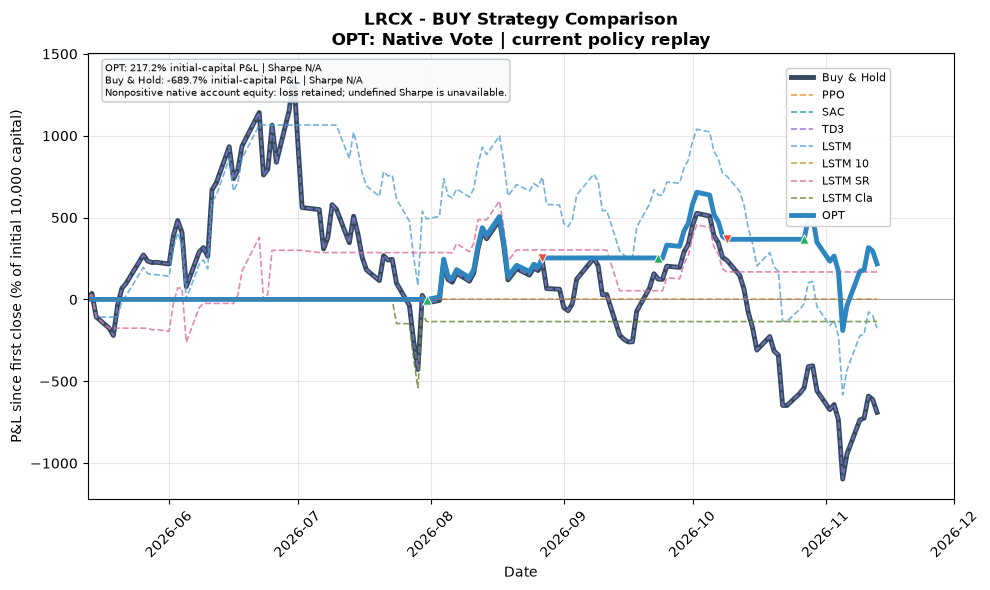 LRCX - BUY Strategy Comparison
OPT: Native Vote | current policy replay
OPT: 217.2% initial-capital P&L | Sharpe N/A
Buy & Hold: -689.7% initial-capital P&L | Sharpe N/A
Nonpositive native account equity: loss retained; undefined Sharpe is unavailable.
Buy & Hold
PPO
SAC
TD3
LSTM
LSTM 10
LSTM SR
LSTM Cla
OPT
P&L since first close (% of initial 10,000 capital)
1500
1000
500
0
−500
−1000
2026-06
2026-07
2026-08
2026-09
2026-10
2026-11
2026-12
Date